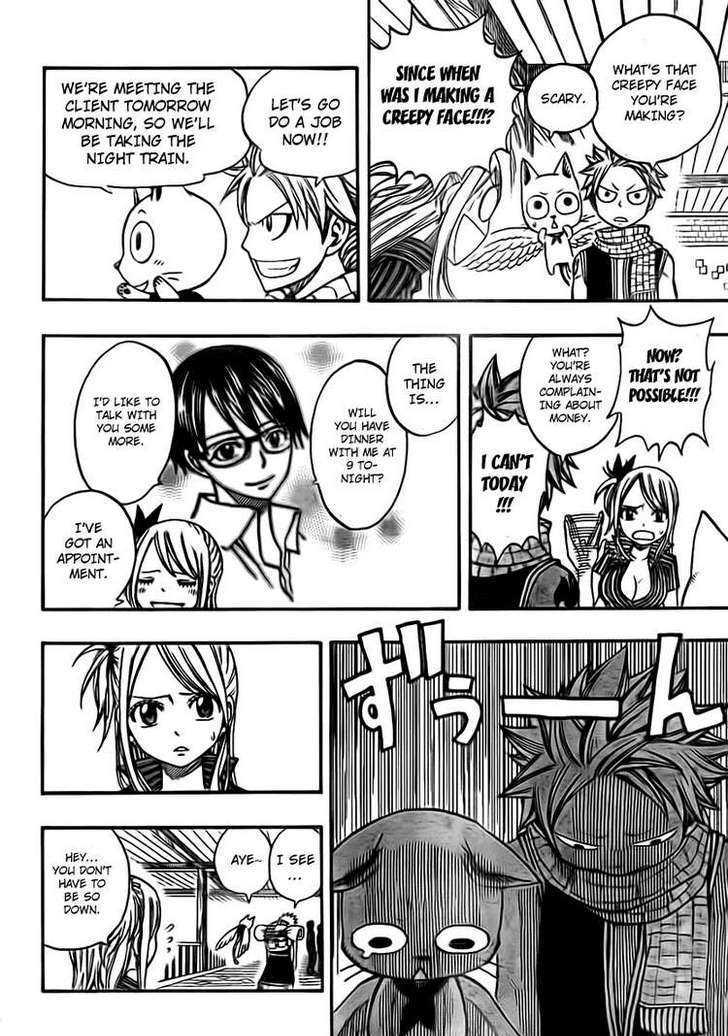 WHAT'S THAT
CREEPY FACE
YOU'RE
MAKING?
SCARY.
SINCE WHEN
WAS I MAKING A
CREEPY FACE!!!?
LET'S GO
DO A JOB
NOW!!
WE'RE MEETING THE
CLIENT TOMORROW
MORNING, SO WE'LL
BE TAKING THE
NIGHT TRAIN.
NOW?
THAT'S NOT
POSSIBLE!!!
WHAT?
YOU'RE
ALWAYS
COMPLAIN-
ING ABOUT
MONEY.
I CAN'T
TODAY
!!!
THE
THING
IS...
WILL
YOU HAVE
DINNER
WITH ME AT
9 TO-
NIGHT?
I'D LIKE TO
TALK WITH
YOU SOME
MORE.
I'VE
GOT AN
APPOINT-
MENT.
ずぅーん
I SEE
...
AYE~
HEY...
YOU DON'T
HAVE TO
BE SO
DOWN.